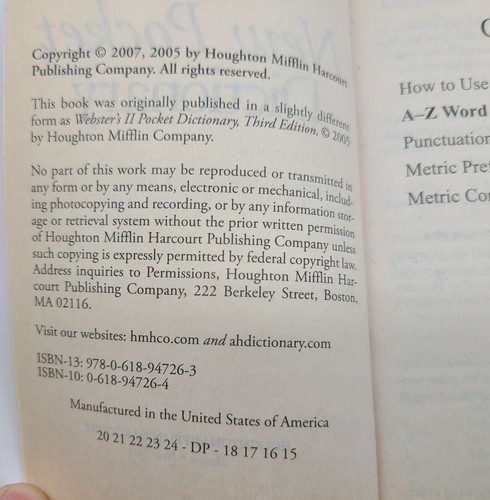 Copyright © 2007, 2005 by Houghton Mifflin Harcourt
Publishing Company. All rights reserved.
This book was originally published in a slightly different
form as Webster's II Pocket Dictionary, Third Edition, © 2005
by Houghton Mifflin Company.
No part of this work may be reproduced or transmitted in
any form or by any means, electronic or mechanical, includ-
ing photocopying and recording, or by any information stor-
age or retrieval system without the prior written permission
of Houghton Mifflin Harcourt Publishing Company unless
such copying is expressly permitted by federal copyright law.
Address inquiries to Permissions, Houghton Mifflin Har-
court Publishing Company, 222 Berkeley Street, Boston,
MA 02116.
Visit our websites: hmhco.com and ahdictionary.com
ISBN-13: 978-0-618-94726-3
ISBN-10: 0-618-94726-4
Manufactured in the United States of America
20 21 22 23 24 - DP - 18 17 16 15
How to Use
A–Z Word
Punctuation
Metric Pre
Metric Co